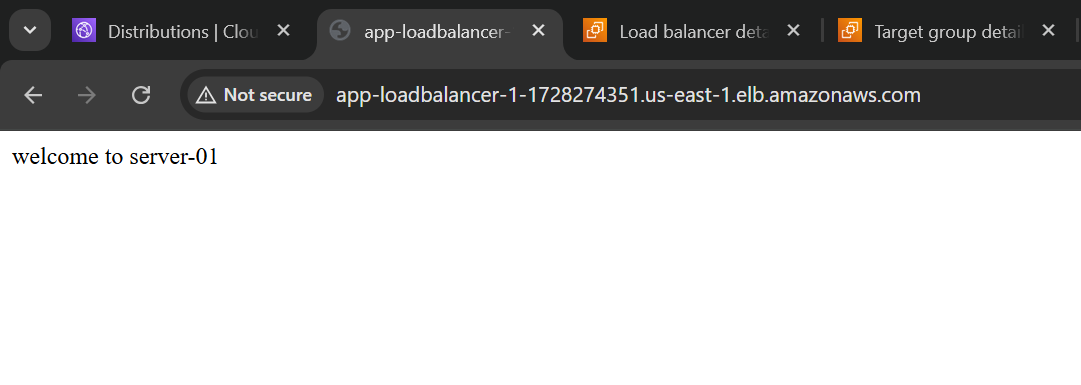 Distributions | Clou
app-loadbalancer-
Load balancer deta
Target group detail
Not secure
app-loadbalancer-1-1728274351.us-east-1.elb.amazonaws.com
welcome to server-01